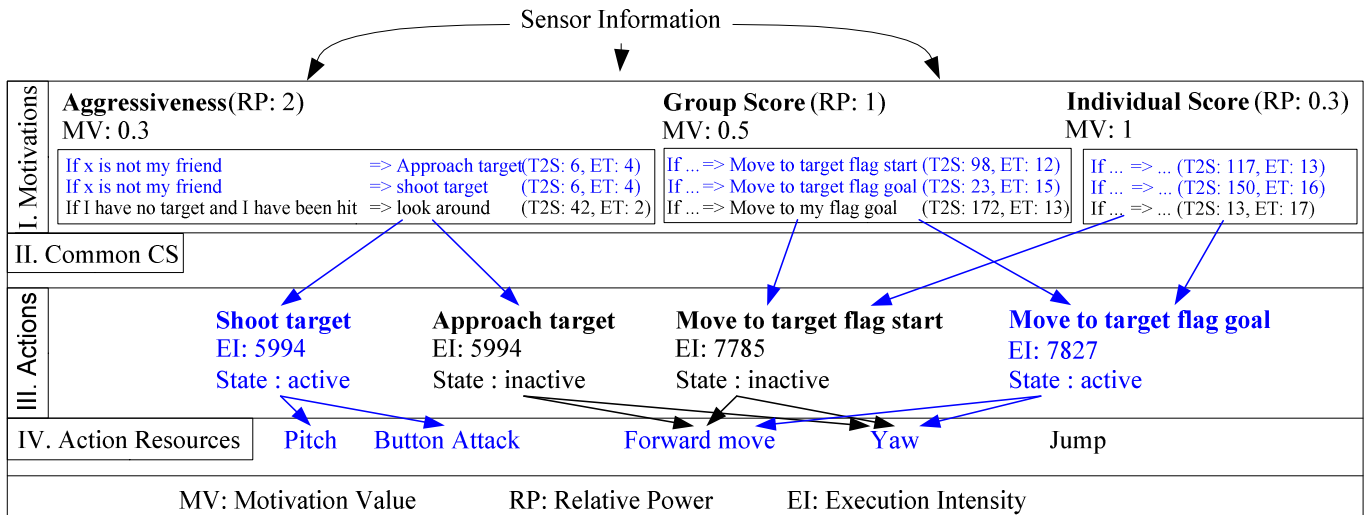 Sensor Information
I. Motivations
Aggressiveness (RP: 2)
MV: 0.3
If x is not my friend => Approach target (T2S: 6, ET: 4)
If x is not my friend => shoot target (T2S: 6, ET: 4)
If I have no target and I have been hit => look around (T2S: 42, ET: 2)
Group Score (RP: 1)
MV: 0.5
If ... => Move to target flag start (T2S: 98, ET: 12)
If ... => Move to target flag goal (T2S: 23, ET: 15)
If ... => Move to my flag goal (T2S: 172, ET: 13)
Individual Score (RP: 0.3)
MV: 1
If ... => ... (T2S: 117, ET: 13)
If ... => ... (T2S: 150, ET: 16)
If ... => ... (T2S: 13, ET: 17)
II. Common CS
III. Actions
Shoot target
EI: 5994
State : active
Approach target
EI: 5994
State : inactive
Move to target flag start
EI: 7785
State : inactive
Move to target flag goal
EI: 7827
State : active
IV. Action Resources
Pitch
Button Attack
Forward move
Yaw
Jump
MV: Motivation Value
RP: Relative Power
EI: Execution Intensity